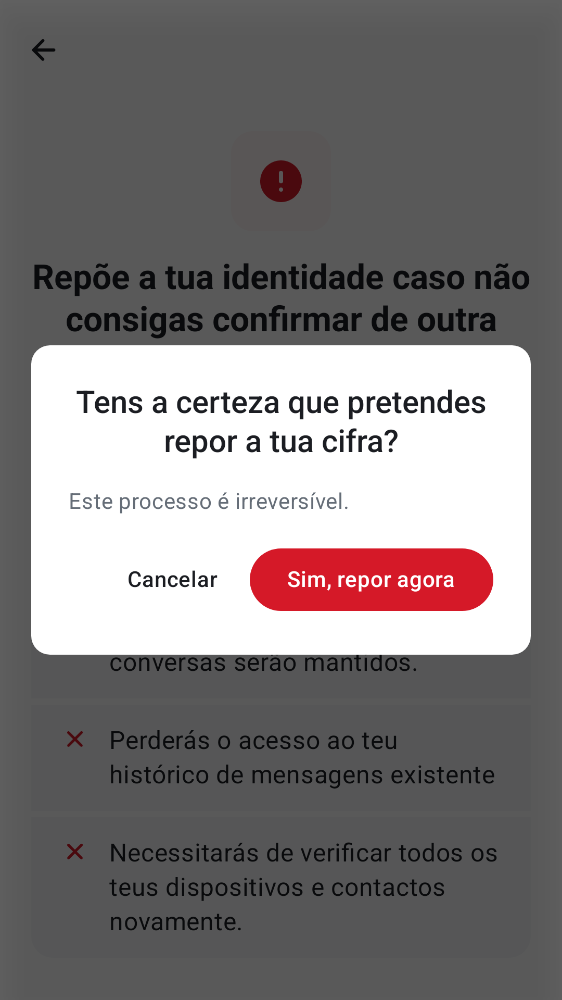 Repõe a tua identidade caso não
consigas confirmar de outra
Tens a certeza que pretendes
repor a tua cifra?
Este processo é irreversível.
Cancelar
Sim, repor agora
conversas serão mantidos.
Perderás o acesso ao teu
histórico de mensagens existente
Necessitarás de verificar todos os
teus dispositivos e contactos
novamente.